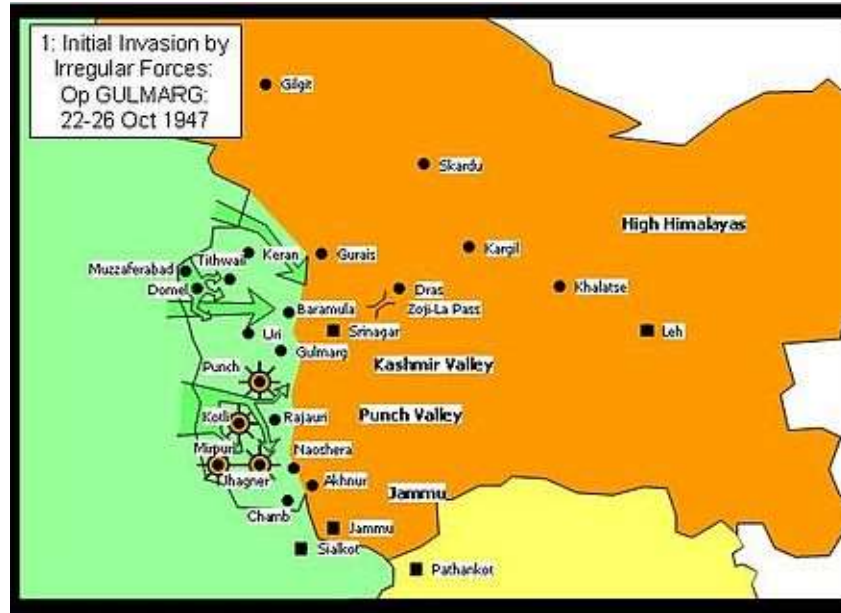 1: Initial Invasion by
Irregular Forces:
Op GULMARG:
22-26 Oct 1947
Gilgit
Skardu
High Himalayas
Tithwail
Keran
Gurais
Kargil
Muzzaferabad
Domel
Dras
Khalatse
Baramula
Zoji-La Pass
Uri
Srinagar
Leh
Gulmarg
Punch
Kashmir Valley
Kotli
Rajauri
Punch Valley
Mirpur
Naoshera
Jhagner
Akhnur
Jammu
Chamb
Jammu
Sialkot
Pathankot